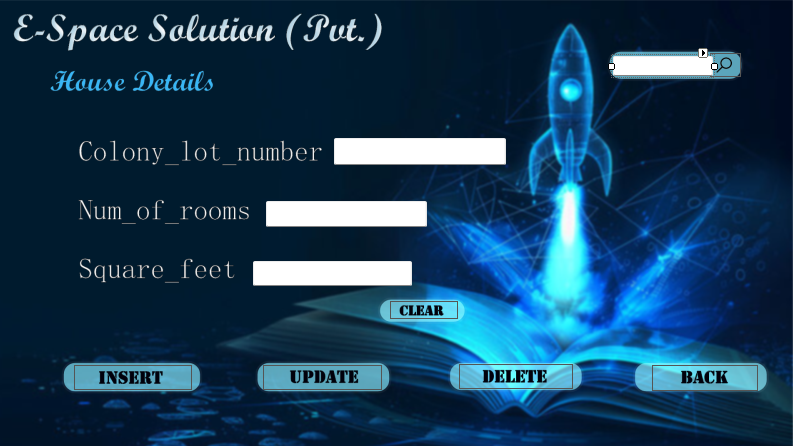 E-Space Solution (Pvt.)
House Details
Colony_lot_number
Num_of_rooms
Square_feet
CLEAR
INSERT UPDATE DELETE BACK